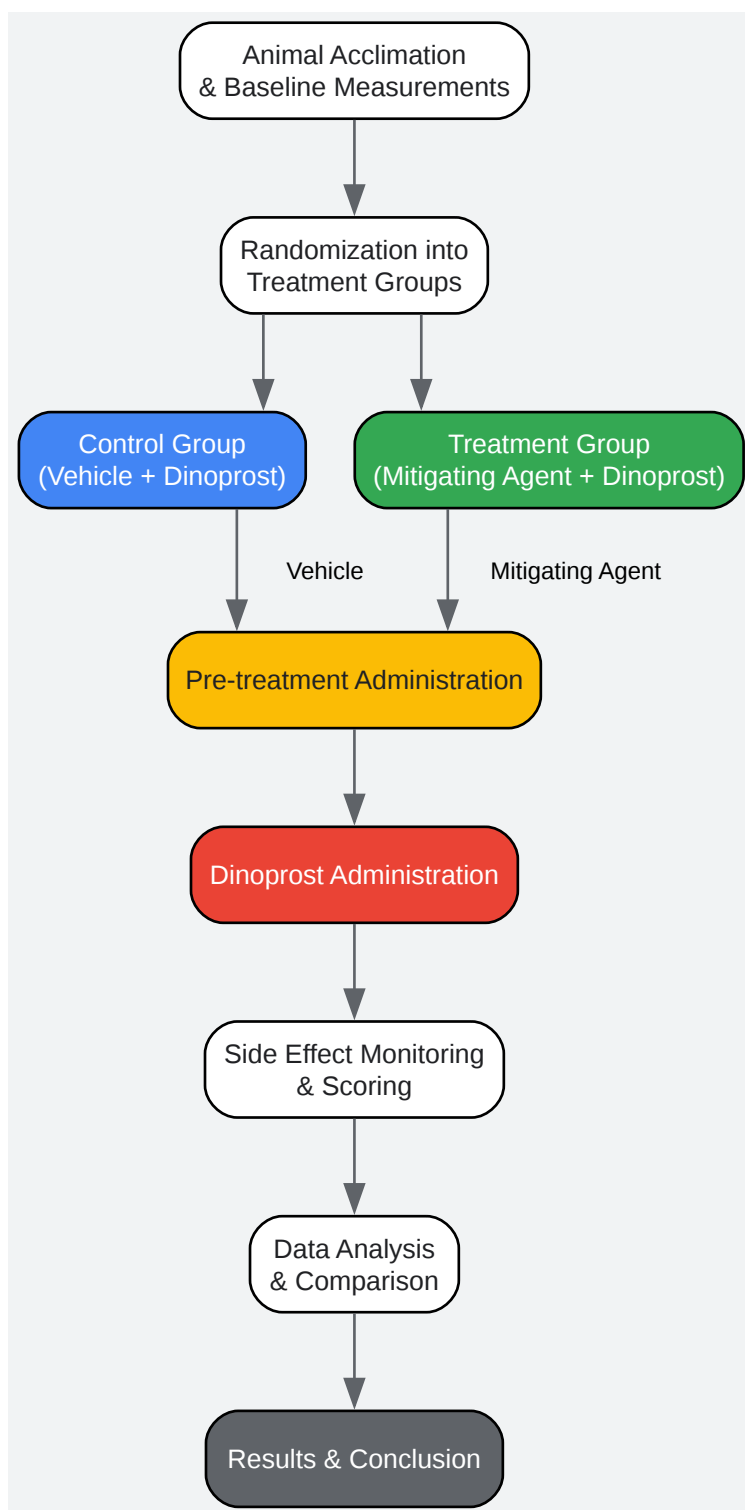 Animal Acclimation
& Baseline Measurements
Randomization into
Treatment Groups
Control Group
(Vehicle + Dinoprost)
Treatment Group
(Mitigating Agent + Dinoprost)
Vehicle
Mitigating Agent
Pre-treatment Administration
Dinoprost Administration
Side Effect Monitoring
& Scoring
Data Analysis
& Comparison
Results & Conclusion